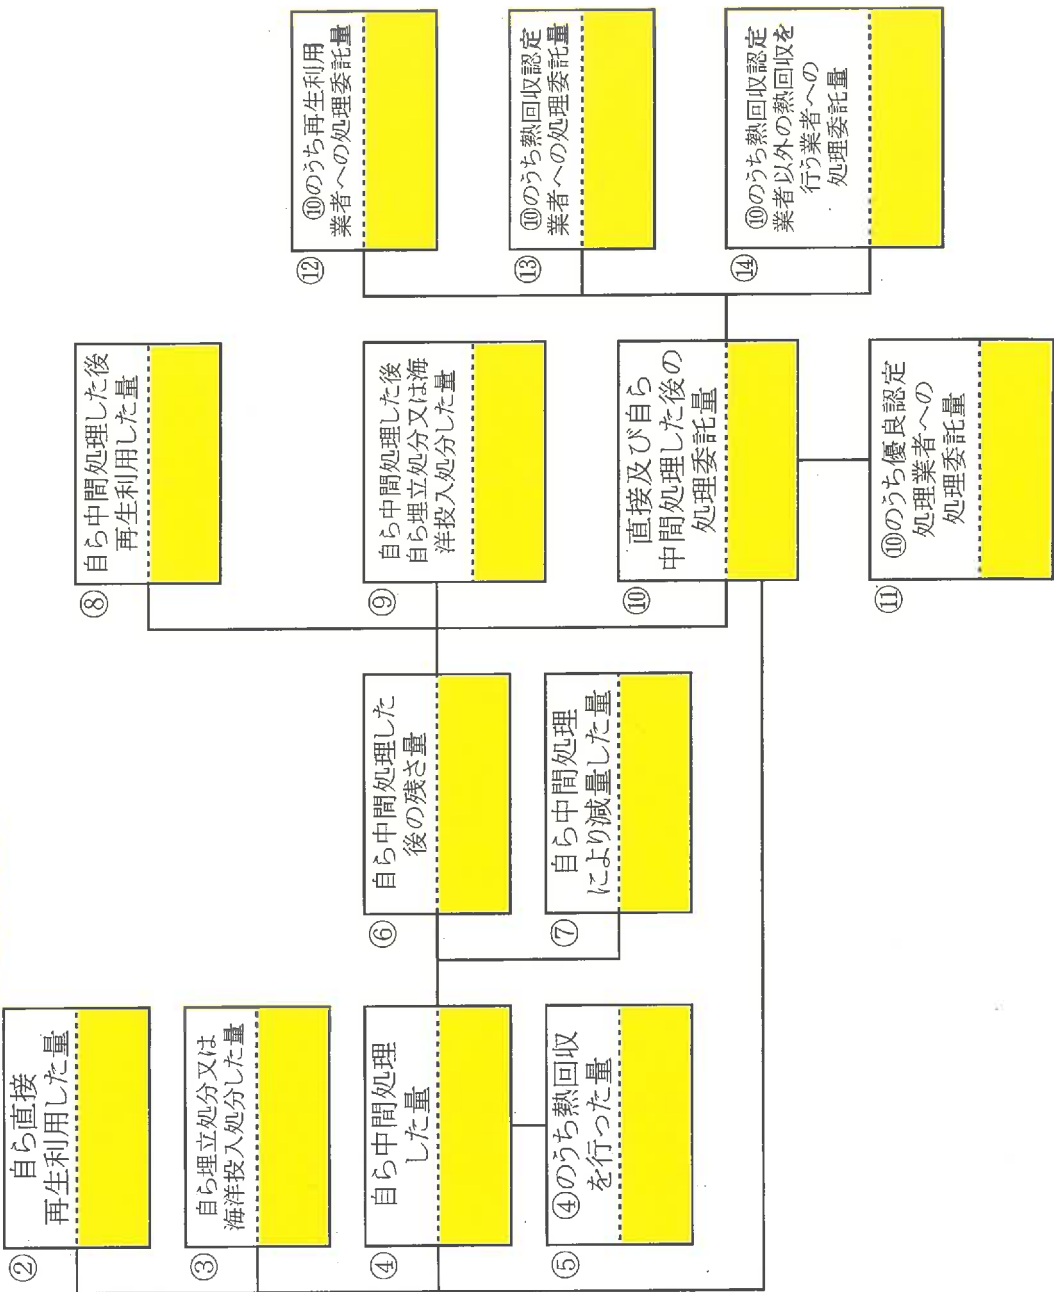 ②
自ら直接
再生利用した量
③
自ら埋立処分又は
海洋投入処分した量
④
自ら中間処理
した量
⑤
④のうち熱回収
を行った量
⑥
自ら中間処理した
後の残さ量
⑦
自ら中間処理
により減量した量
⑧
自ら中間処理した後
再生利用した量
⑨
自ら中間処理した後
自ら埋立処分又は海
洋投入処分した量
⑩
直接及び自ら
中間処理した後の
処理委託量
⑪
⑩のうち優良認定
処理業者への
処理委託量
⑫
⑩のうち再生利用
業者への処理委託量
⑬
⑩のうち熱回収認定
業者への処理委託量
⑭
⑩のうち熱回収認定
業者以外の熱回収を
行う業者への
処理委託量